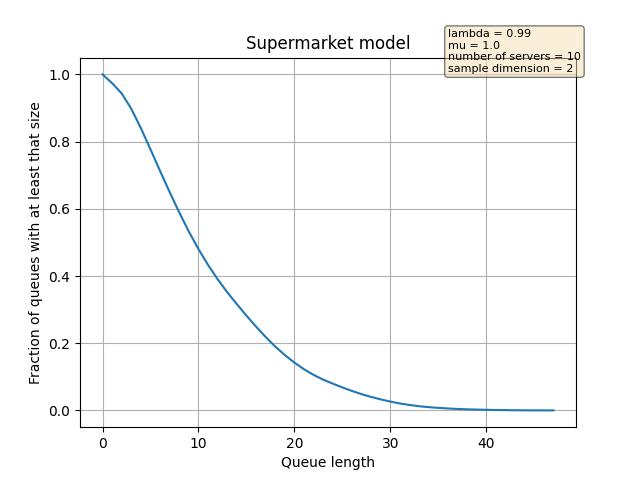 Supermarket model
lambda = 0.99
mu = 1.0
number of servers = 10
sample dimension = 2
Fraction of queues with at least that size
1.0
0.8
0.6
0.4
0.2
0.0
0 10 20 30 40
Queue length